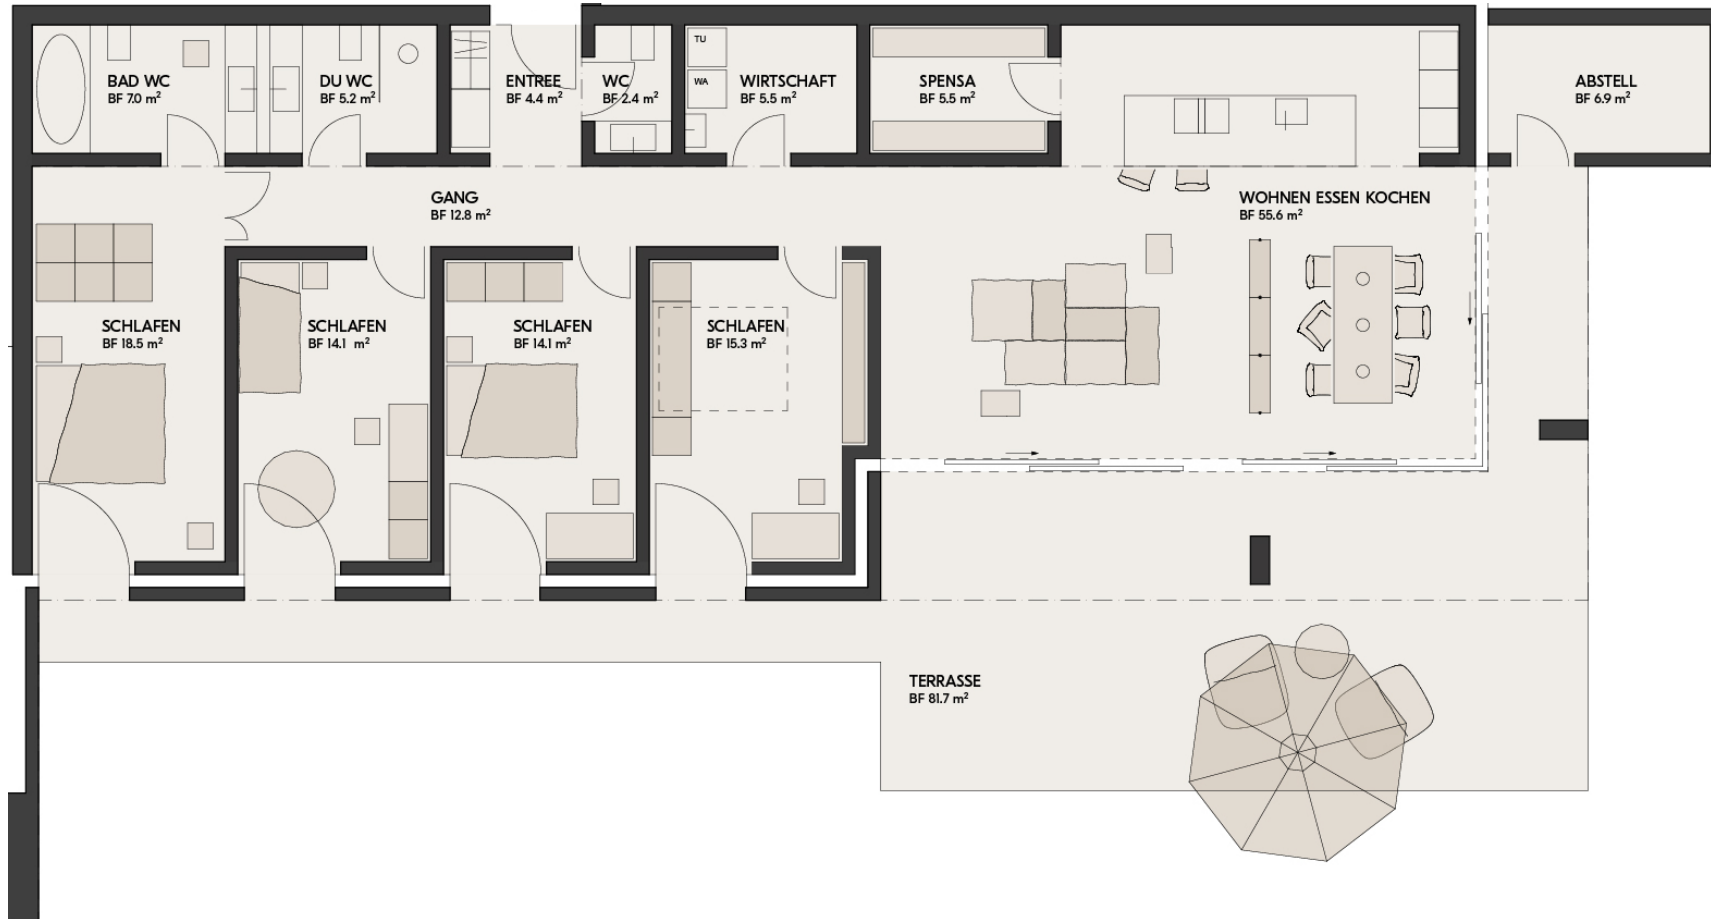 BAD WC
BF 7.0 m²
DU WC
BF 5.2 m²
ENTREE
BF 4.4 m²
WC
BF 2.4 m²
TU
WA
WIRTSCHAFT
BF 5.5 m²
SPENSA
BF 5.5 m²
ABSTELL
BF 6.9 m²
GANG
BF 12.8 m²
WOHNEN ESSEN KOCHEN
BF 55.6 m²
SCHLAFEN
BF 18.5 m²
SCHLAFEN
BF 14.1 m²
SCHLAFEN
BF 14.1 m²
SCHLAFEN
BF 15.3 m²
TERRASSE
BF 81.7 m²